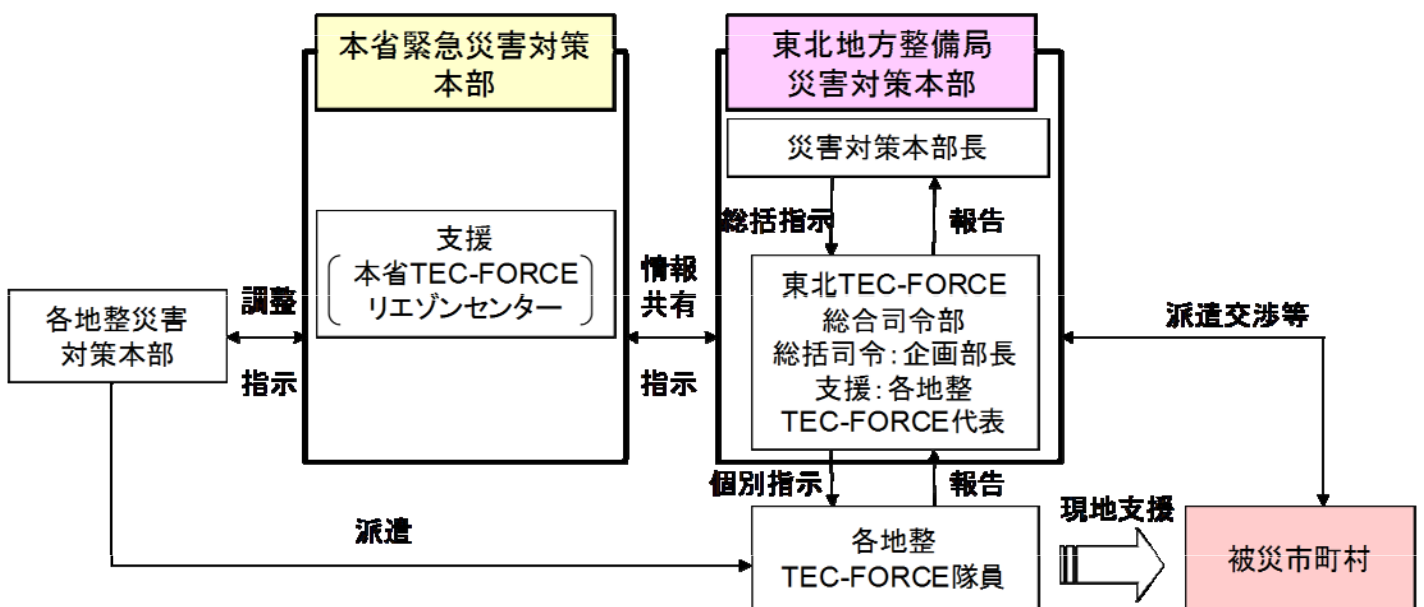 本省緊急災害対策
本部
東北地方整備局
災害対策本部
災害対策本部長
総括指示
報告
支援
本省TEC-FORCE
リエゾンセンター
情報
共有
指示
東北TEC-FORCE
総合司令部
総括司令:企画部長
支援:各地整
TEC-FORCE代表
各地整災害
対策本部
調整
指示
派遣交渉等
個別指示
報告
派遣
各地整
TEC-FORCE隊員
現地支援
被災市町村